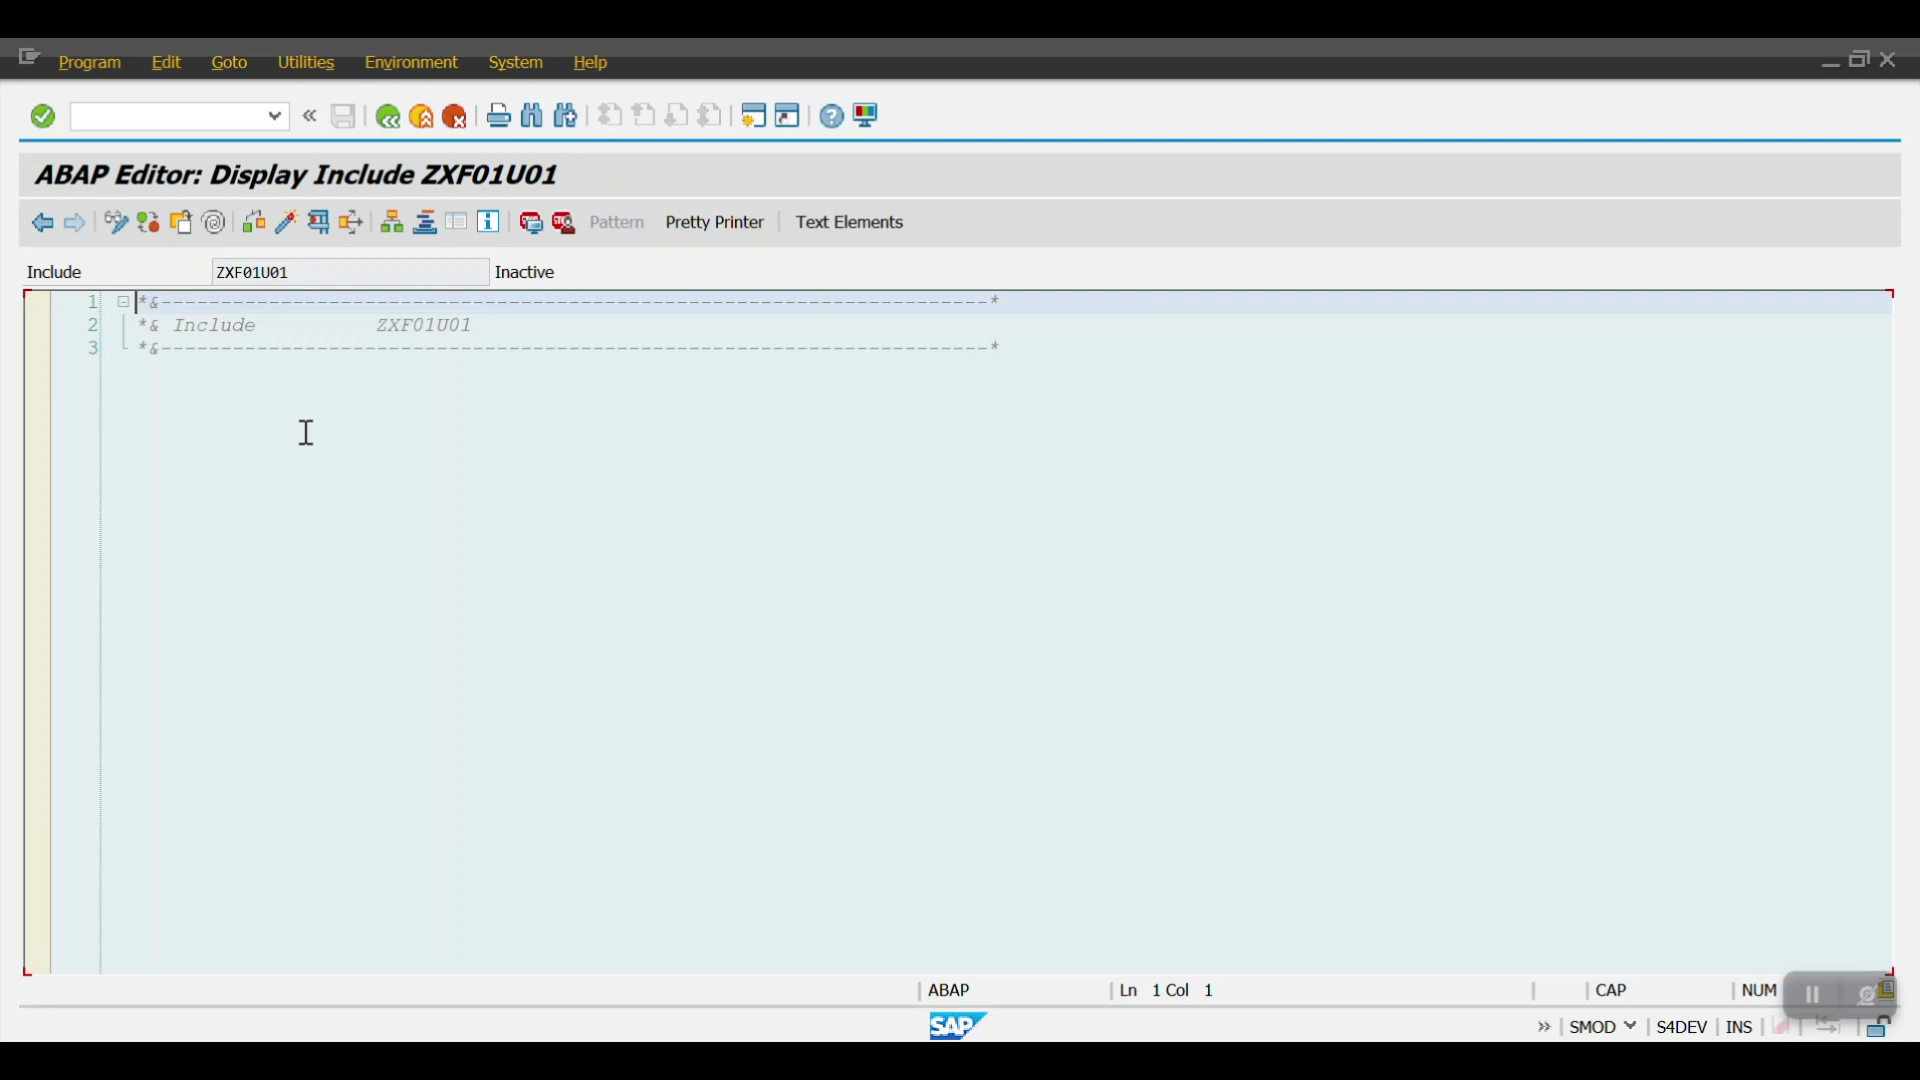 Program Edit Goto Utilities Environment System Help
ABAP Editor: Display Include ZXF01U01
Pattern Pretty Printer Text Elements
Include ZXF01U01 Inactive
1 *&---------------------------------------------------------------------*
2 *& Include ZXF01U01
3 *&---------------------------------------------------------------------*
ABAP Ln 1 Col 1 CAP NUM
SAP SMOD S4DEV INS